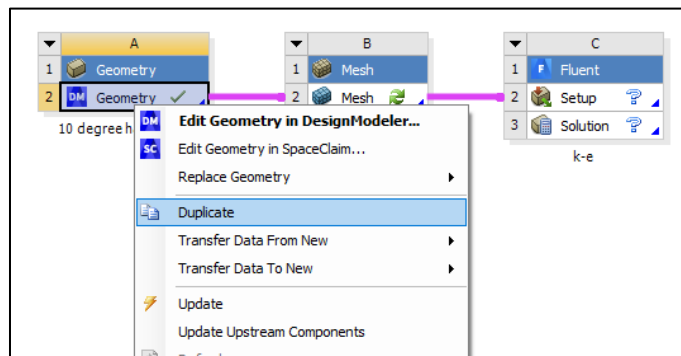 A
1 Geometry
2 DM Geometry
10 degree h
B
1 Mesh
2 Mesh
C
1 F Fluent
2 Setup ?
3 Solution ?
k-e
DM Edit Geometry in DesignModeler...
SC Edit Geometry in SpaceClaim...
Replace Geometry
Duplicate
Transfer Data From New
Transfer Data To New
Update
Update Upstream Components